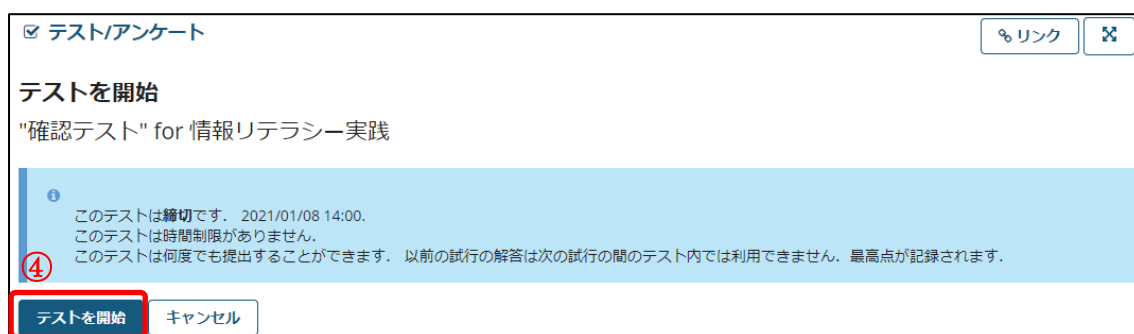 テスト/アンケート
リンク
テストを開始
"確認テスト" for 情報リテラシー実践
このテストは締切です． 2021/01/08 14:00.
このテストは時間制限がありません．
このテストは何度でも提出することができます． 以前の試行の解答は次の試行の間のテスト内では利用できません．最高点が記録されます．
④
テストを開始 キャンセル